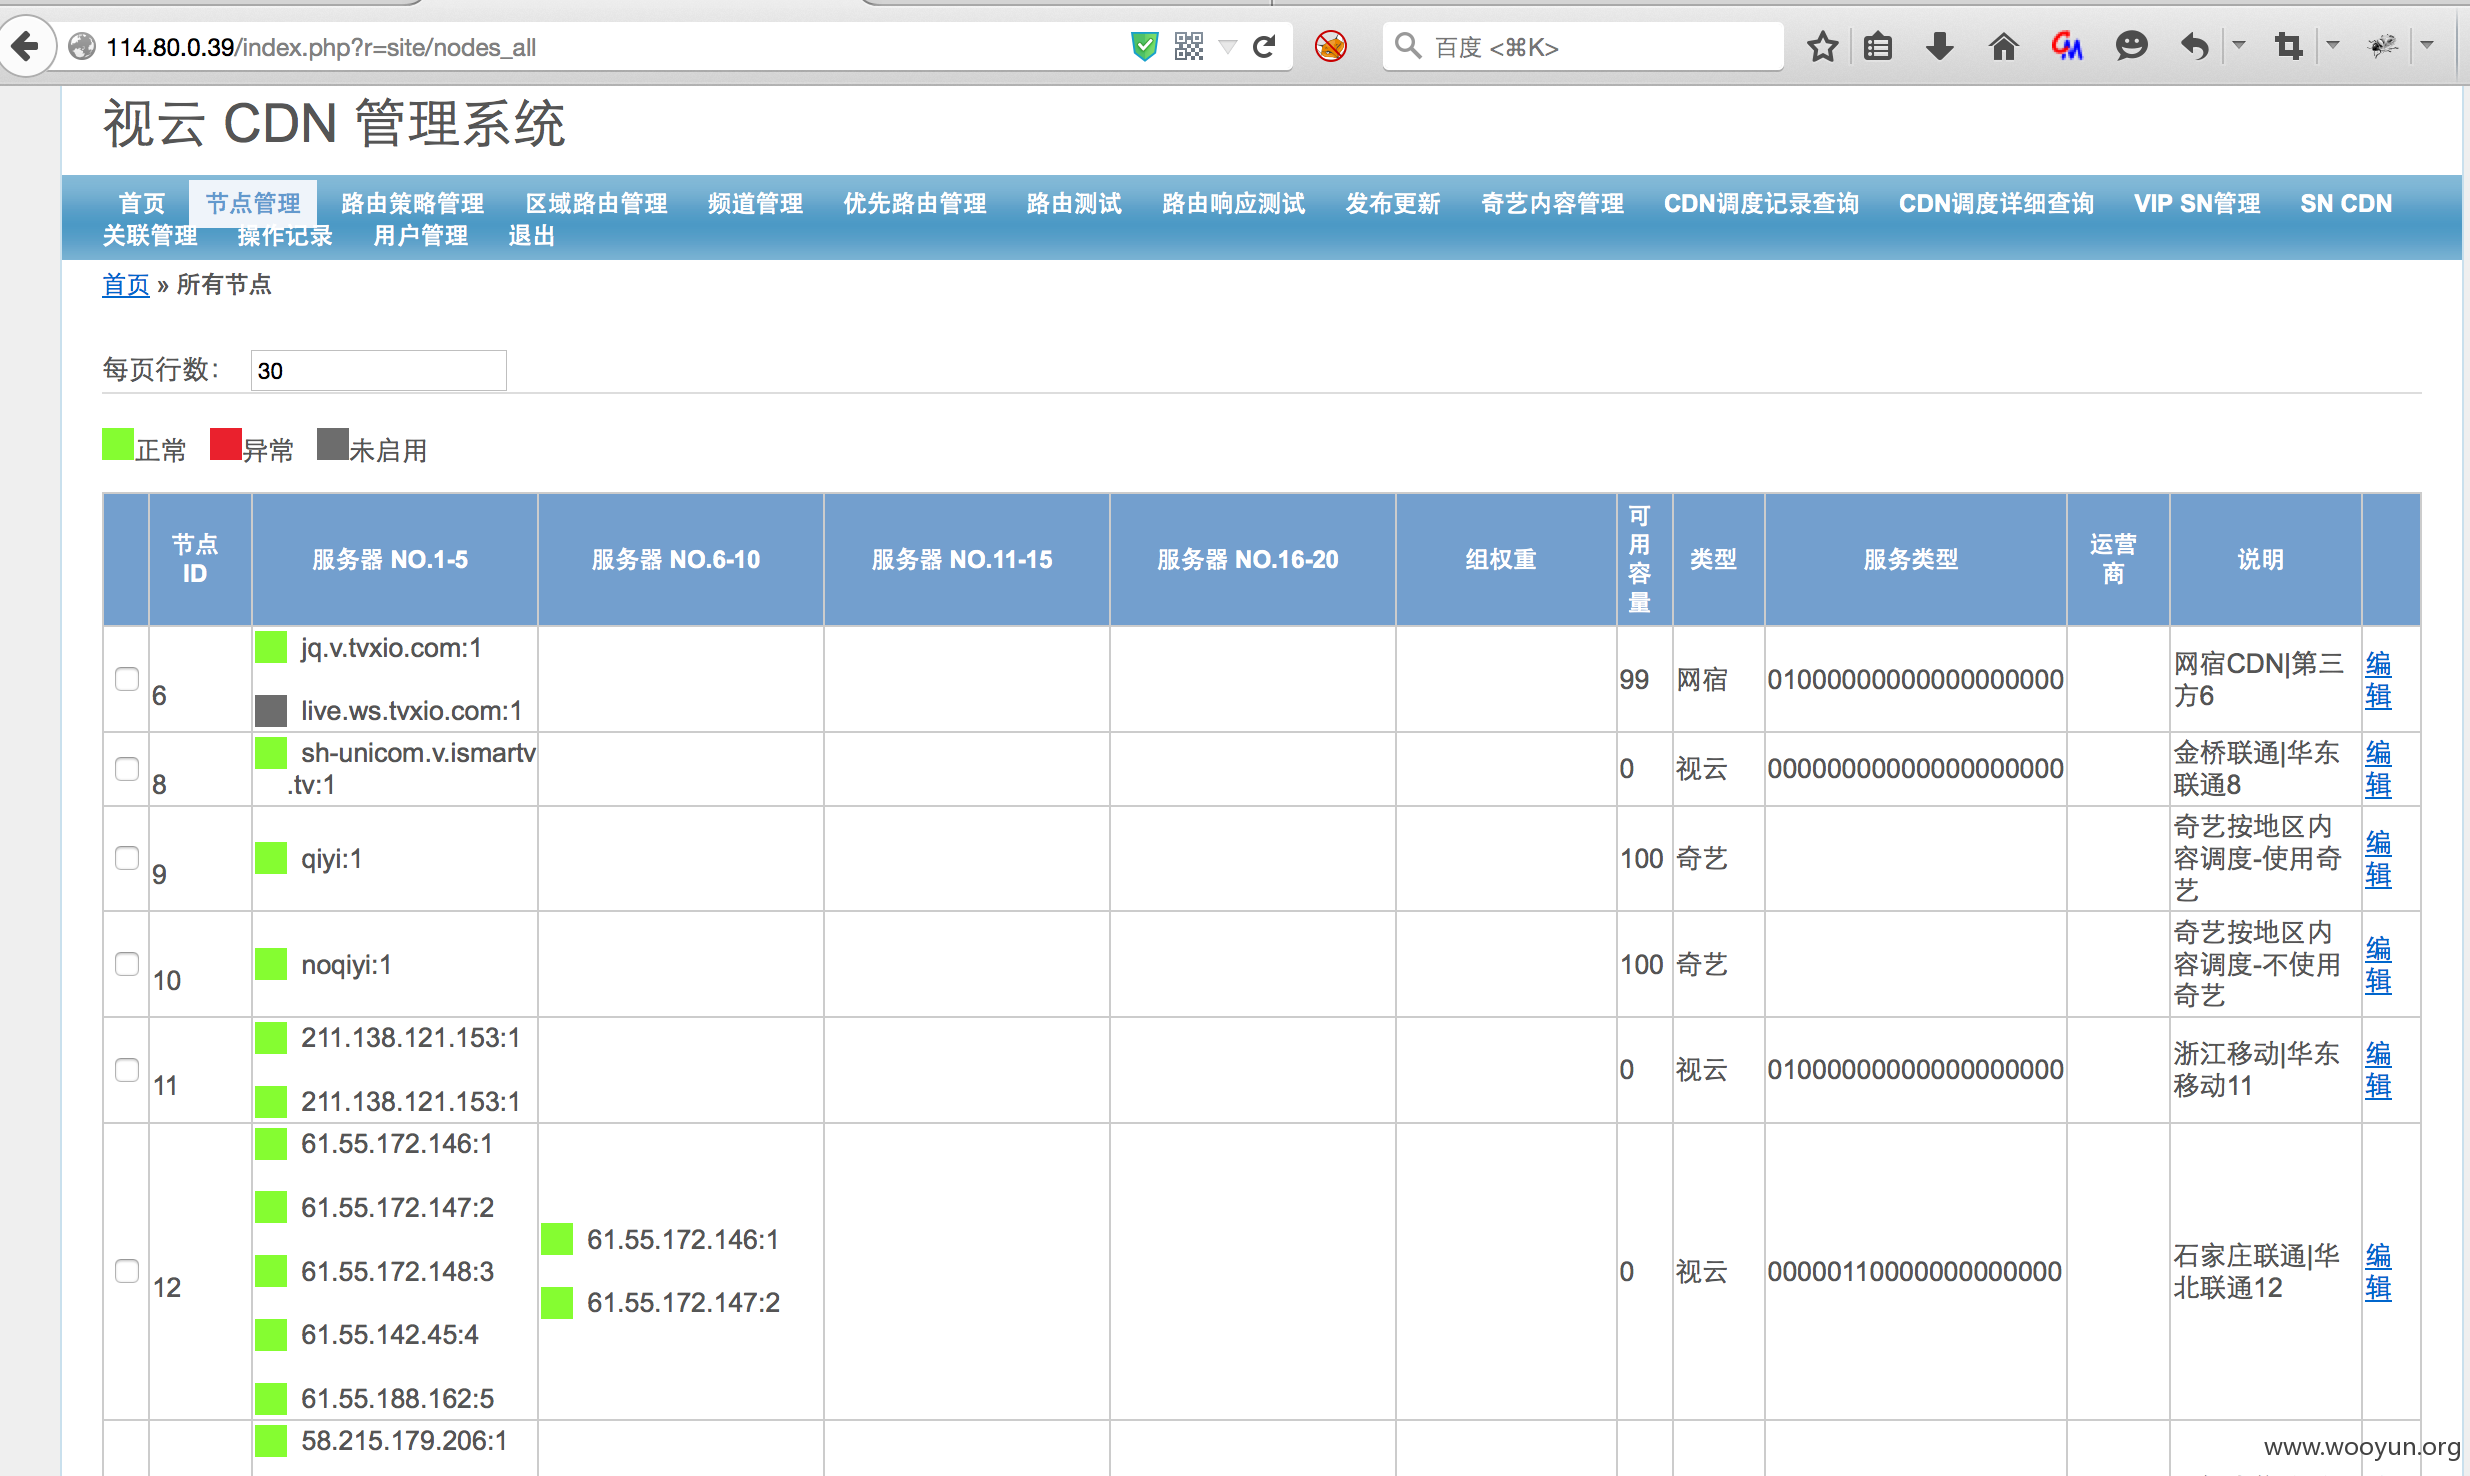 114.80.0.39/index.php?r=site/nodes_all
百度 <⌘K>
视云 CDN 管理系统
首页 节点管理 路由策略管理 区域路由管理 频道管理 优先路由管理 路由测试 路由响应测试 发布更新 奇艺内容管理 CDN调度记录查询 CDN调度详细查询 VIP SN管理 SN CDN
关联管理 操作记录 用户管理 退出
首页 » 所有节点
每页行数: 30
正常 异常 未启用
节点
ID
服务器 NO.1-5
服务器 NO.6-10
服务器 NO.11-15
服务器 NO.16-20
组权重
可
用
容
量
类型
服务类型
运营
商
说明
6
jq.v.tvxio.com:1
live.ws.tvxio.com:1
99
网宿
01000000000000000000
网宿CDN|第三
方6
编
辑
8
sh-unicom.v.ismartv
.tv:1
0
视云
00000000000000000000
金桥联通|华东
联通8
编
辑
9
qiyi:1
100
奇艺
奇艺按地区内
容调度-使用奇
艺
编
辑
10
noqiyi:1
100
奇艺
奇艺按地区内
容调度-不使用
奇艺
编
辑
11
211.138.121.153:1
211.138.121.153:1
0
视云
01000000000000000000
浙江移动|华东
移动11
编
辑
12
61.55.172.146:1
61.55.172.147:2
61.55.172.148:3
61.55.142.45:4
61.55.188.162:5
61.55.172.146:1
61.55.172.147:2
0
视云
00000110000000000000
石家庄联通|华
北联通12
编
辑
58.215.179.206:1
www.wooyun.org